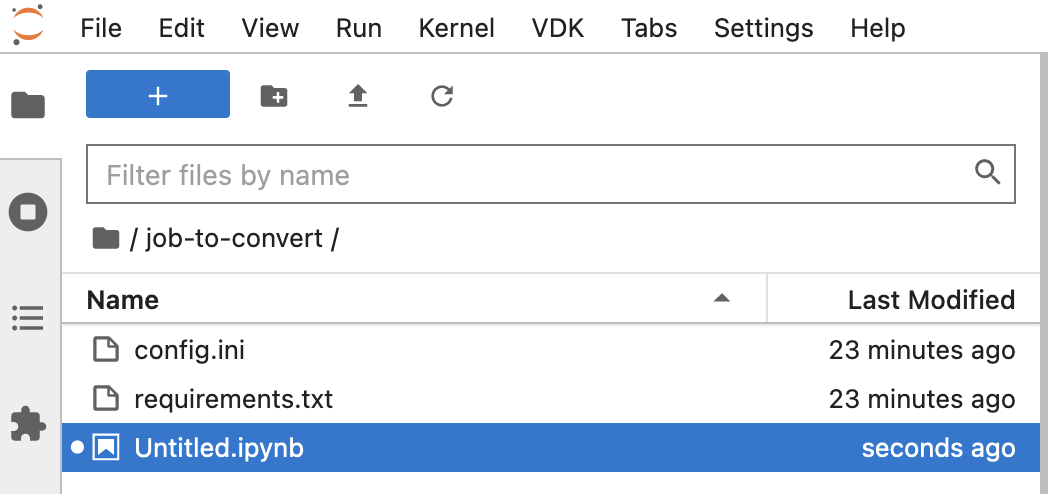 File Edit View Run Kernel VDK Tabs Settings Help
+
Filter files by name
/ job-to-convert /
Name Last Modified
config.ini 23 minutes ago
requirements.txt 23 minutes ago
Untitled.ipynb seconds ago